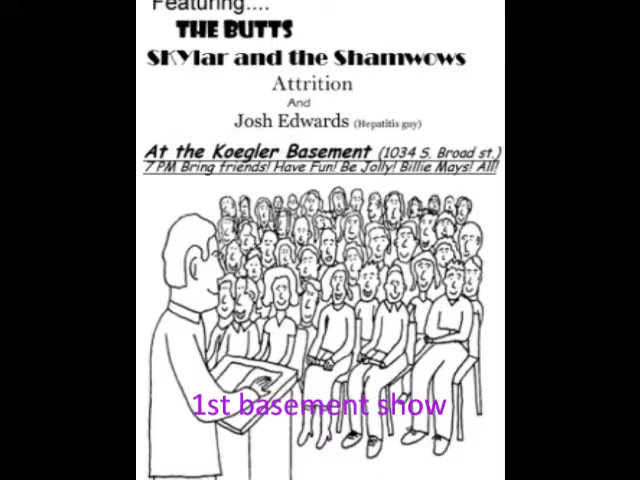 Featuring....
THE BUTTS
SKYlar and the Shamwows
Attrition
And
Josh Edwards (Hepatitis guy)
At the Koegler Basement (1034 S. Broad st.)
7 PM Bring friends! Have Fun! Be Jolly! Billie Mays! All!
1st basement show